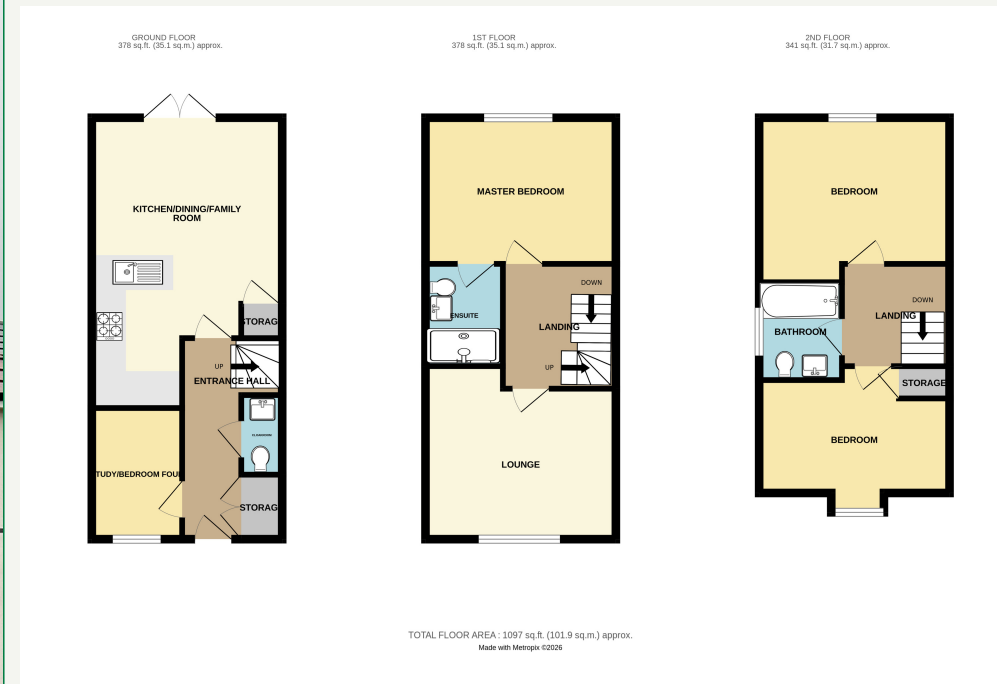 GROUND FLOOR
378 sq.ft. (35.1 sq.m.) approx.
1ST FLOOR
378 sq.ft. (35.1 sq.m.) approx.
2ND FLOOR
341 sq.ft. (31.7 sq.m.) approx.
KITCHEN/DINING/FAMILY
ROOM
STORAG
UP
ENTRANCE HALL
CLOAKROOM
TUDY/BEDROOM FOU
STORAG
MASTER BEDROOM
DOWN
ENSUITE
LANDING
UP
LOUNGE
BEDROOM
DOWN
LANDING
BATHROOM
STORAGE
BEDROOM
TOTAL FLOOR AREA : 1097 sq.ft. (101.9 sq.m.) approx.
Made with Metropix ©2026